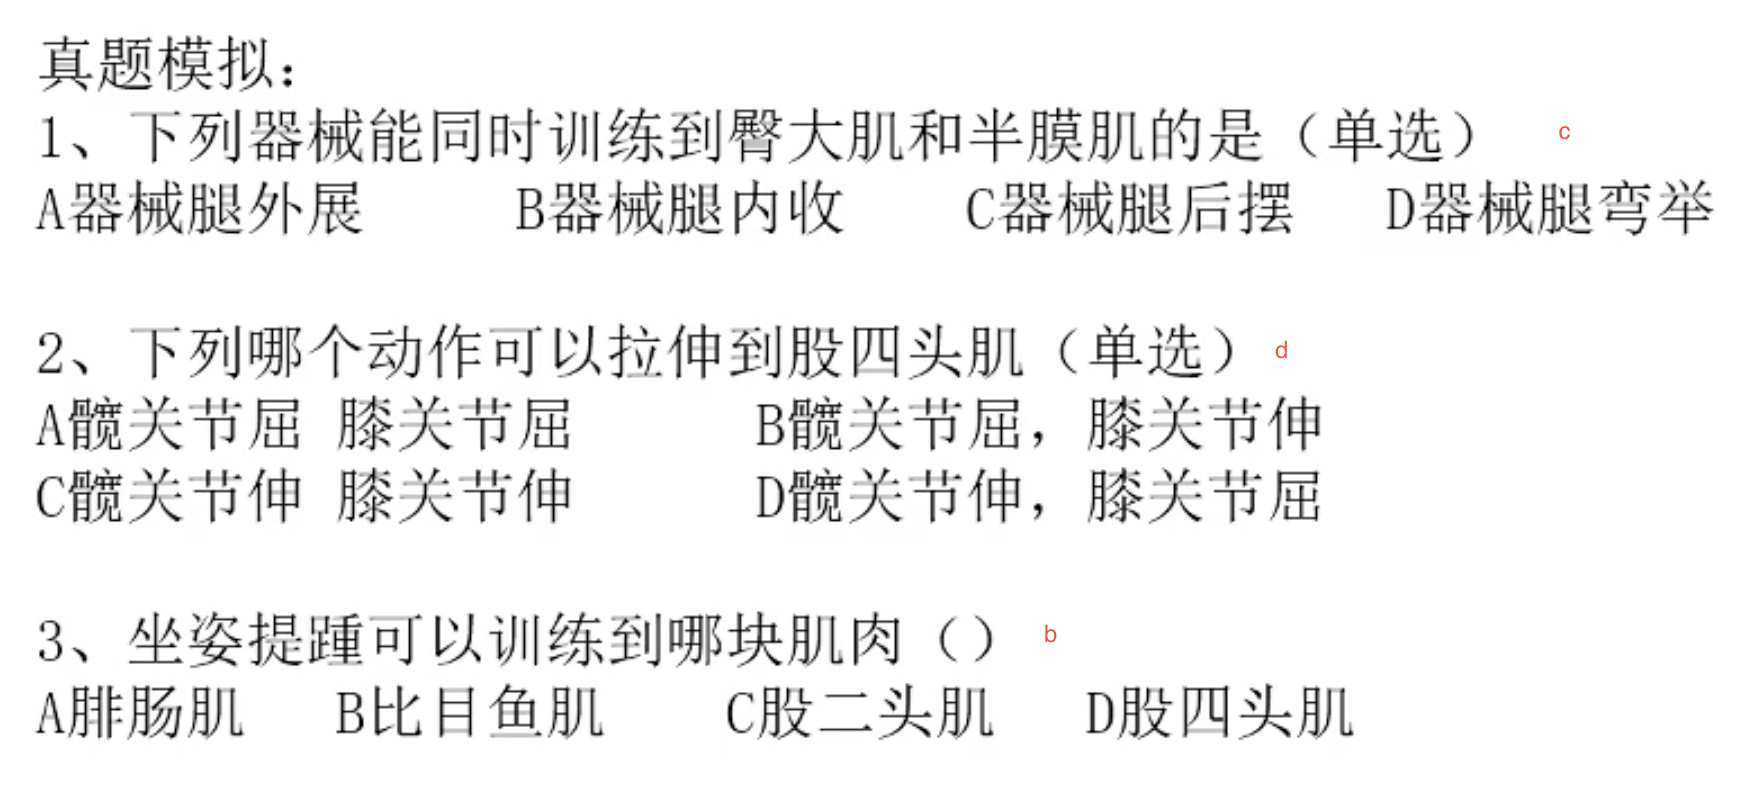 真题模拟：
1、下列器械能同时训练到臀大肌和半膜肌的是（单选） c
A器械腿外展 B器械腿内收 C器械腿后摆 D器械腿弯举
2、下列哪个动作可以拉伸到股四头肌（单选） d
A髋关节屈 膝关节屈 B髋关节屈，膝关节伸
C髋关节伸 膝关节伸 D髋关节伸，膝关节屈
3、坐姿提踵可以训练到哪块肌肉（） b
A腓肠肌 B比目鱼肌 C股二头肌 D股四头肌